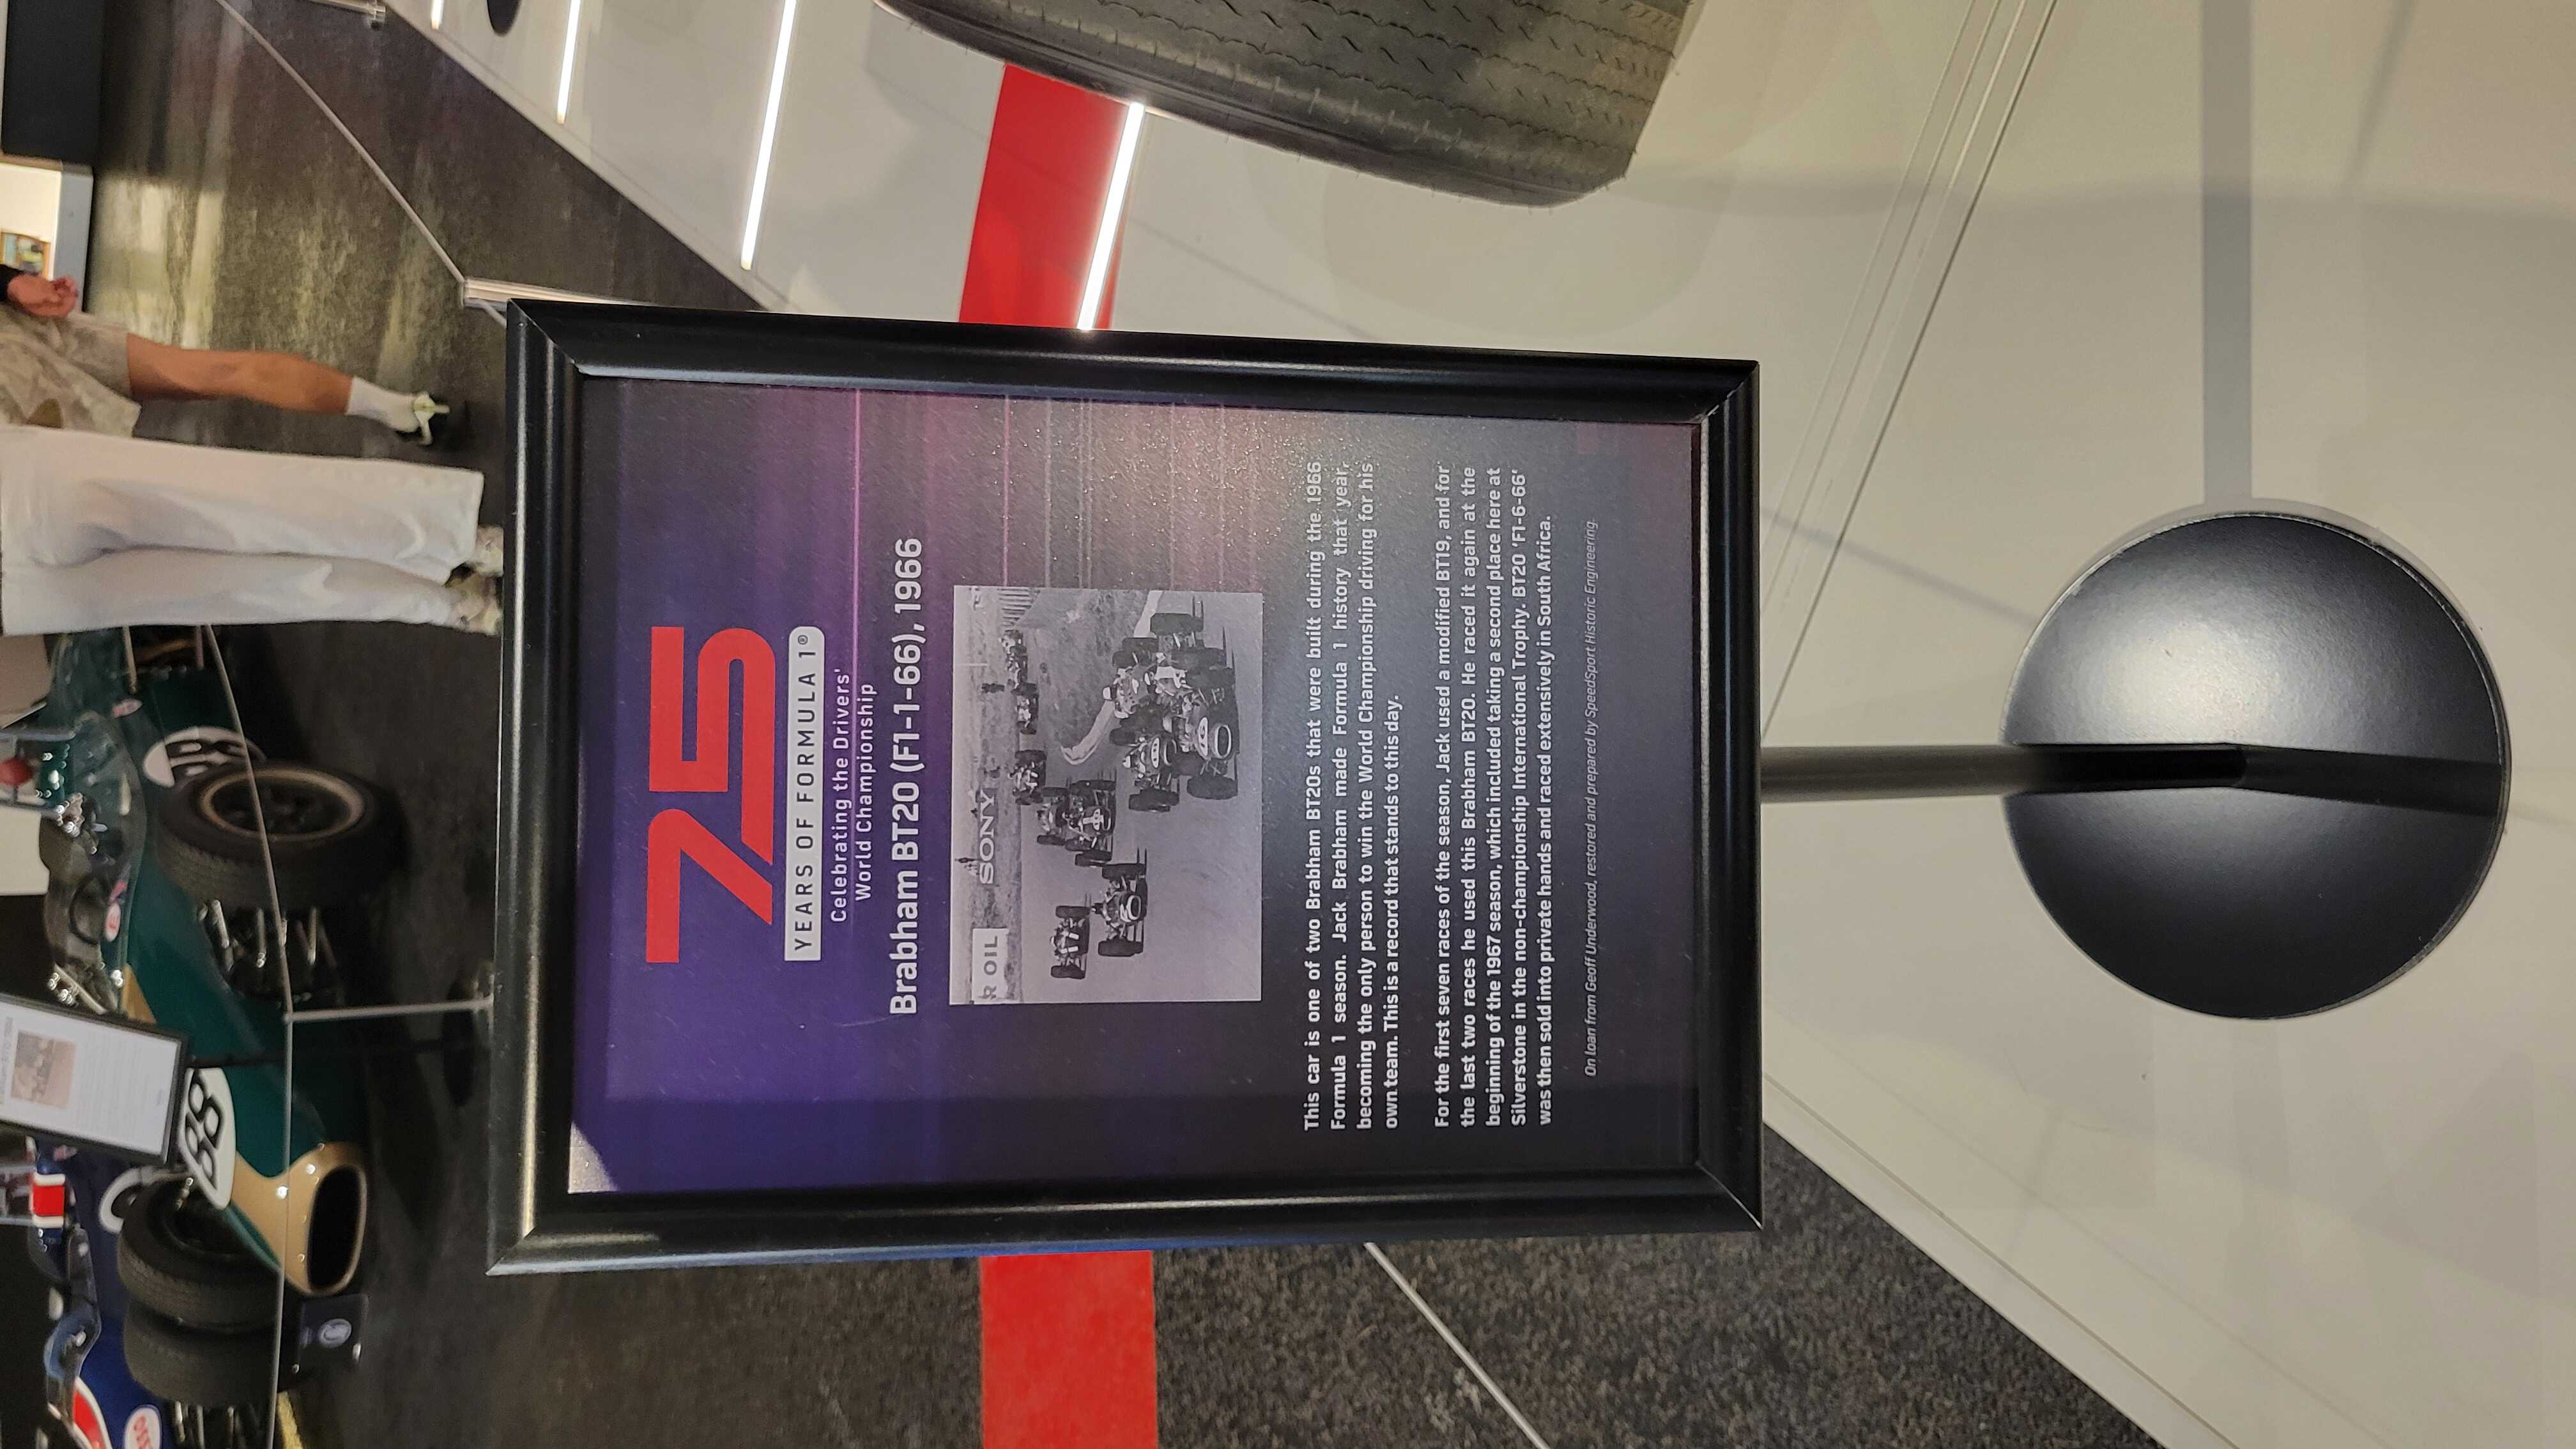 75
YEARS OF FORMULA 1®
Celebrating the Drivers'
World Championship
Brabham BT20 (F1-1-66), 1966
R OIL
SONY
This car is one of two Brabham BT20s that were built during the 1966
Formula 1 season. Jack Brabham made Formula 1 history that year,
becoming the only person to win the World Championship driving for his
own team. This is a record that stands to this day.
For the first seven races of the season, Jack used a modified BT19, and for
the last two races he used this Brabham BT20. He raced it again at the
beginning of the 1967 season, which included taking a second place here at
Silverstone in the non-championship International Trophy. BT20 'F1-6-66'
was then sold into private hands and raced extensively in South Africa.
On loan from Geoff Underwood, restored and prepared by SpeedSport Historic Engineering.